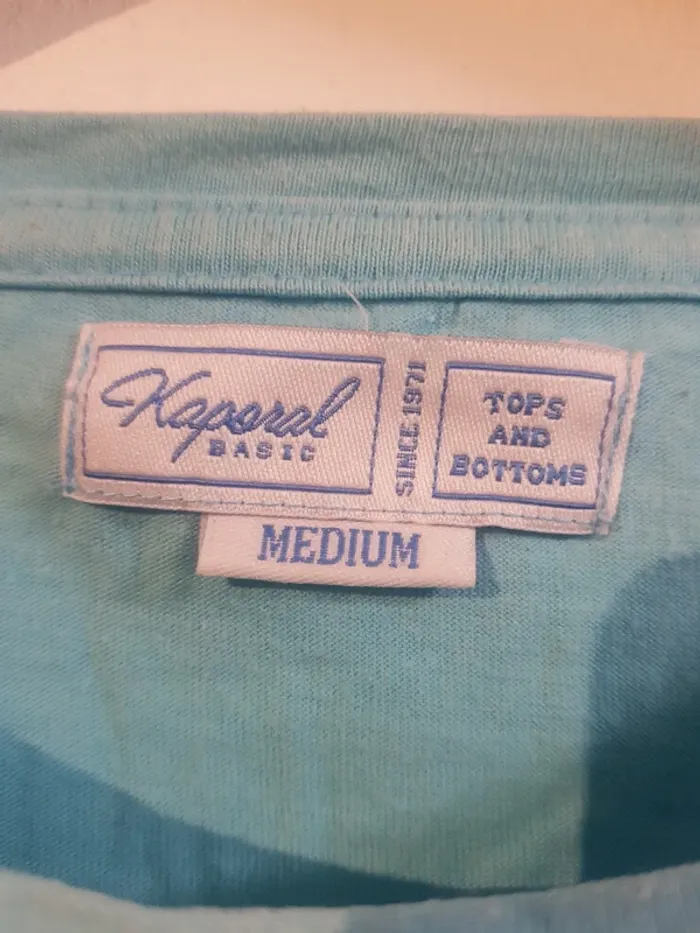 Kaporal
BASIC
SINCE 1971
TOPS
AND
BOTTOMS
MEDIUM